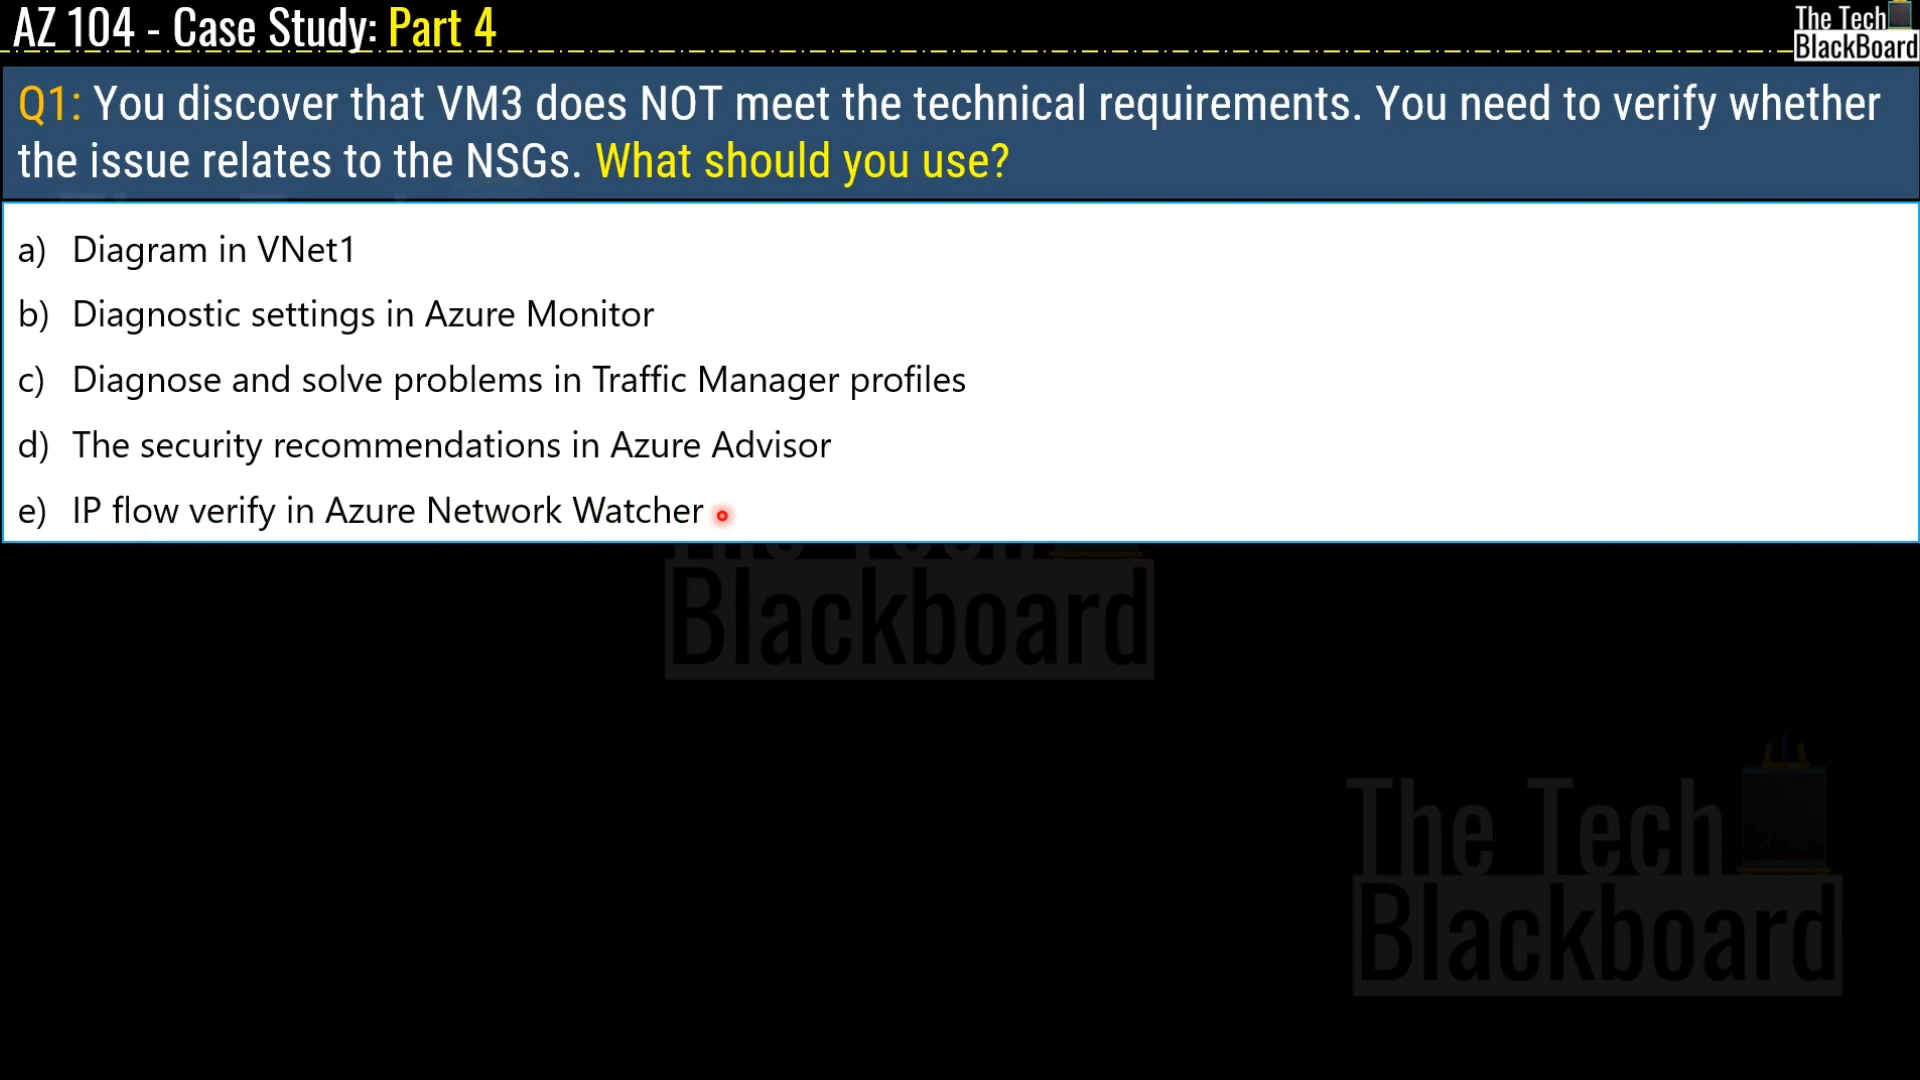 AZ 104 - Case Study: Part 4
The Tech
BlackBoard
Q1: You discover that VM3 does NOT meet the technical requirements. You need to verify whether
the issue relates to the NSGs. What should you use?
a) Diagram in VNet1
b) Diagnostic settings in Azure Monitor
c) Diagnose and solve problems in Traffic Manager profiles
d) The security recommendations in Azure Advisor
e) IP flow verify in Azure Network Watcher
The Tech
Blackboard
The Tech
Blackboard